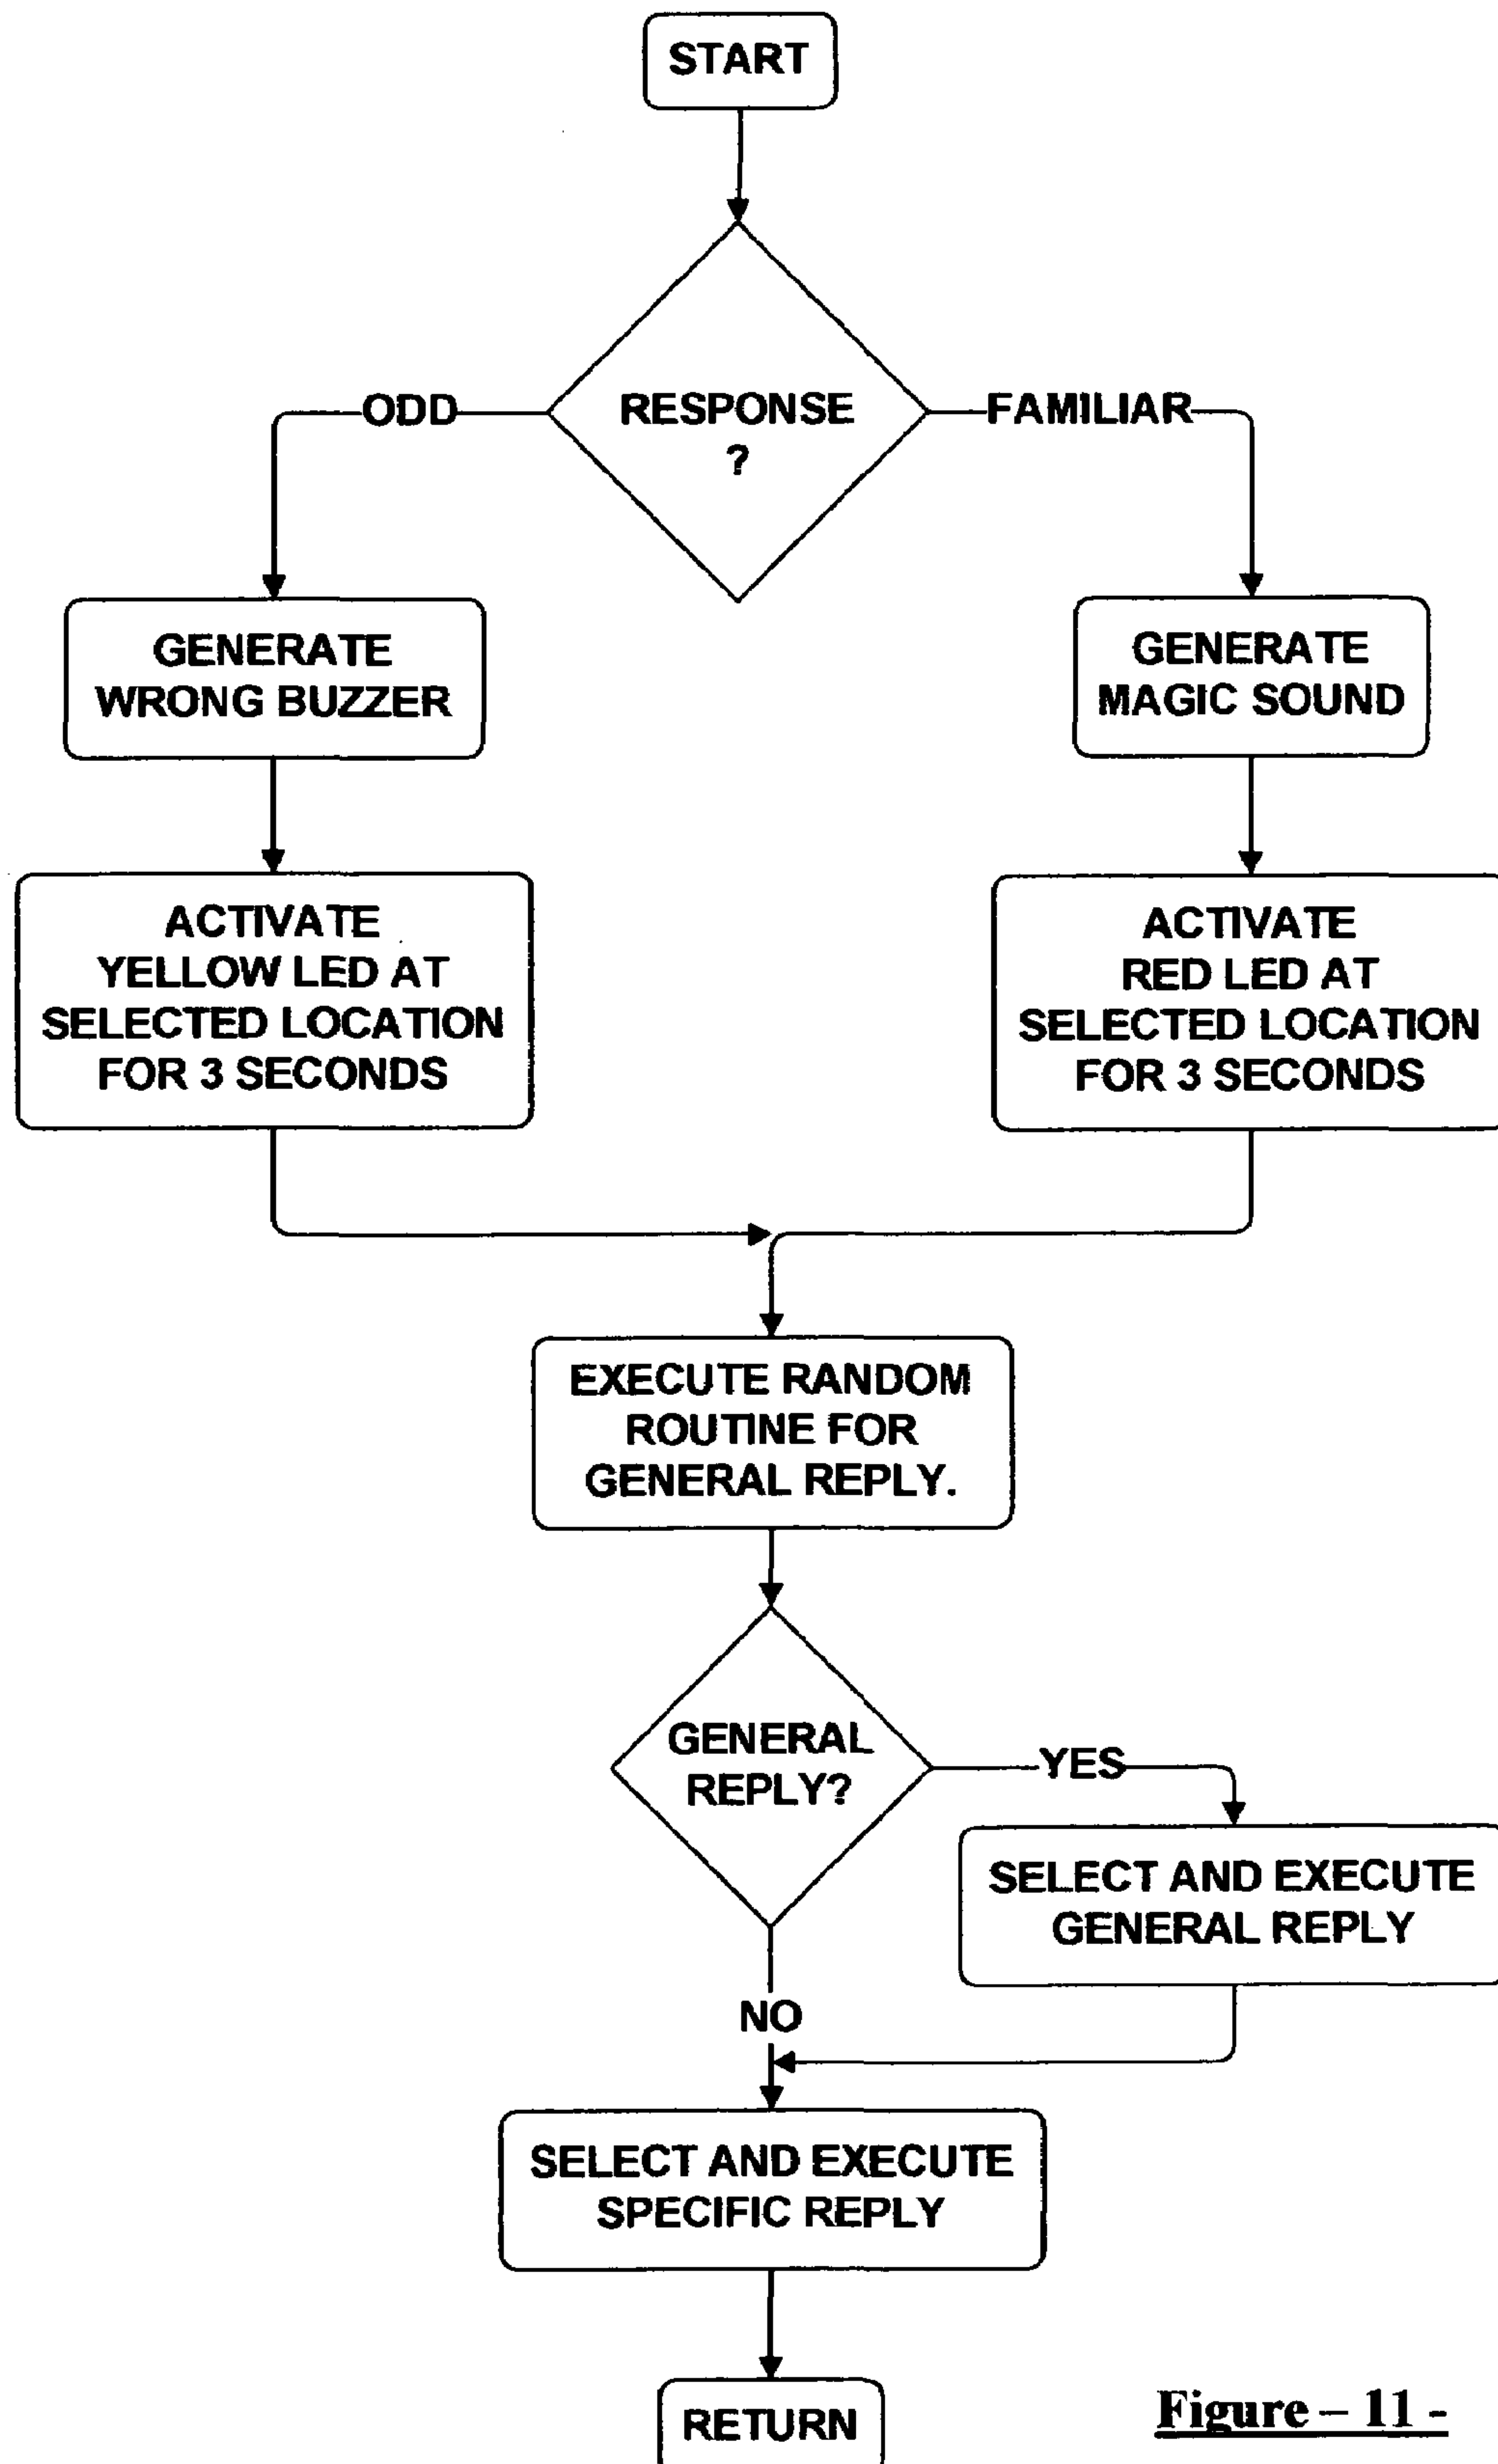 START
RESPONSE
?
ODD
FAMILIAR
GENERATE
WRONG BUZZER
GENERATE
MAGIC SOUND
ACTIVATE
YELLOW LED AT
SELECTED LOCATION
FOR 3 SECONDS
ACTIVATE
RED LED AT
SELECTED LOCATION
FOR 3 SECONDS
EXECUTE RANDOM
ROUTINE FOR
GENERAL REPLY.
GENERAL
REPLY?
YES
SELECT AND EXECUTE
GENERAL REPLY
NO
SELECT AND EXECUTE
SPECIFIC REPLY
RETURN
Figure – 11 -